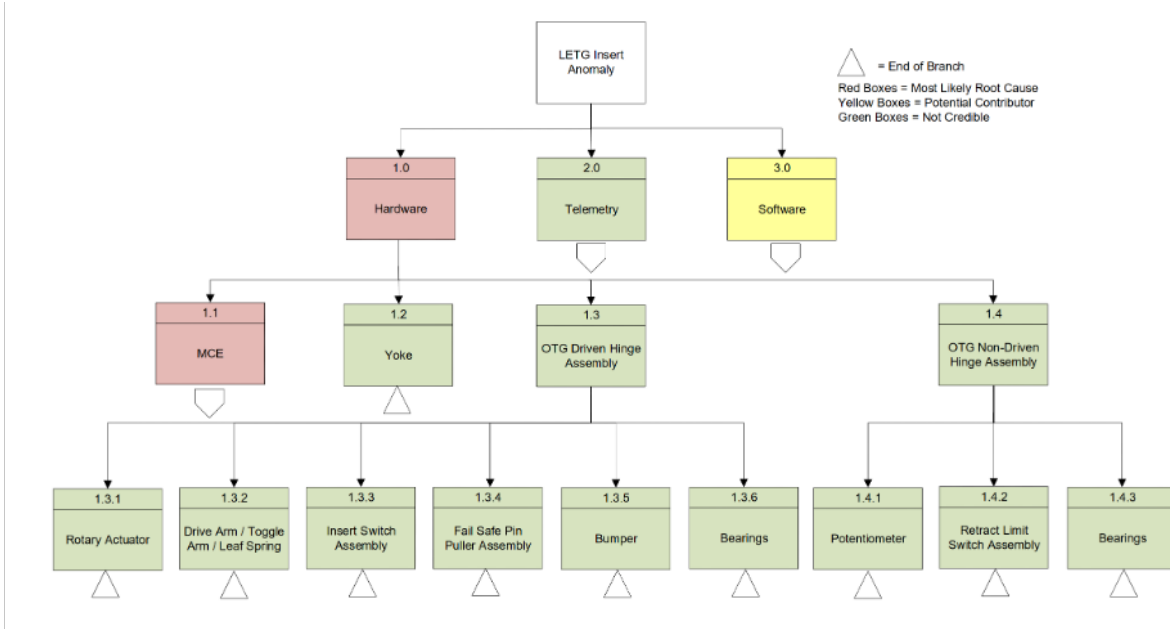 LETG Insert
Anomaly
= End of Branch
Red Boxes = Most Likely Root Cause
Yellow Boxes = Potential Contributor
Green Boxes = Not Credible
1.0
Hardware
2.0
Telemetry
3.0
Software
1.1
MCE
1.2
Yoke
1.3
OTG Driven Hinge
Assembly
1.4
OTG Non-Driven
Hinge Assembly
1.3.1
Rotary Actuator
1.3.2
Drive Arm / Toggle
Arm / Leaf Spring
1.3.3
Insert Switch
Assembly
1.3.4
Fail Safe Pin
Puller Assembly
1.3.5
Bumper
1.3.6
Bearings
1.4.1
Potentiometer
1.4.2
Retract Limit
Switch Assembly
1.4.3
Bearings